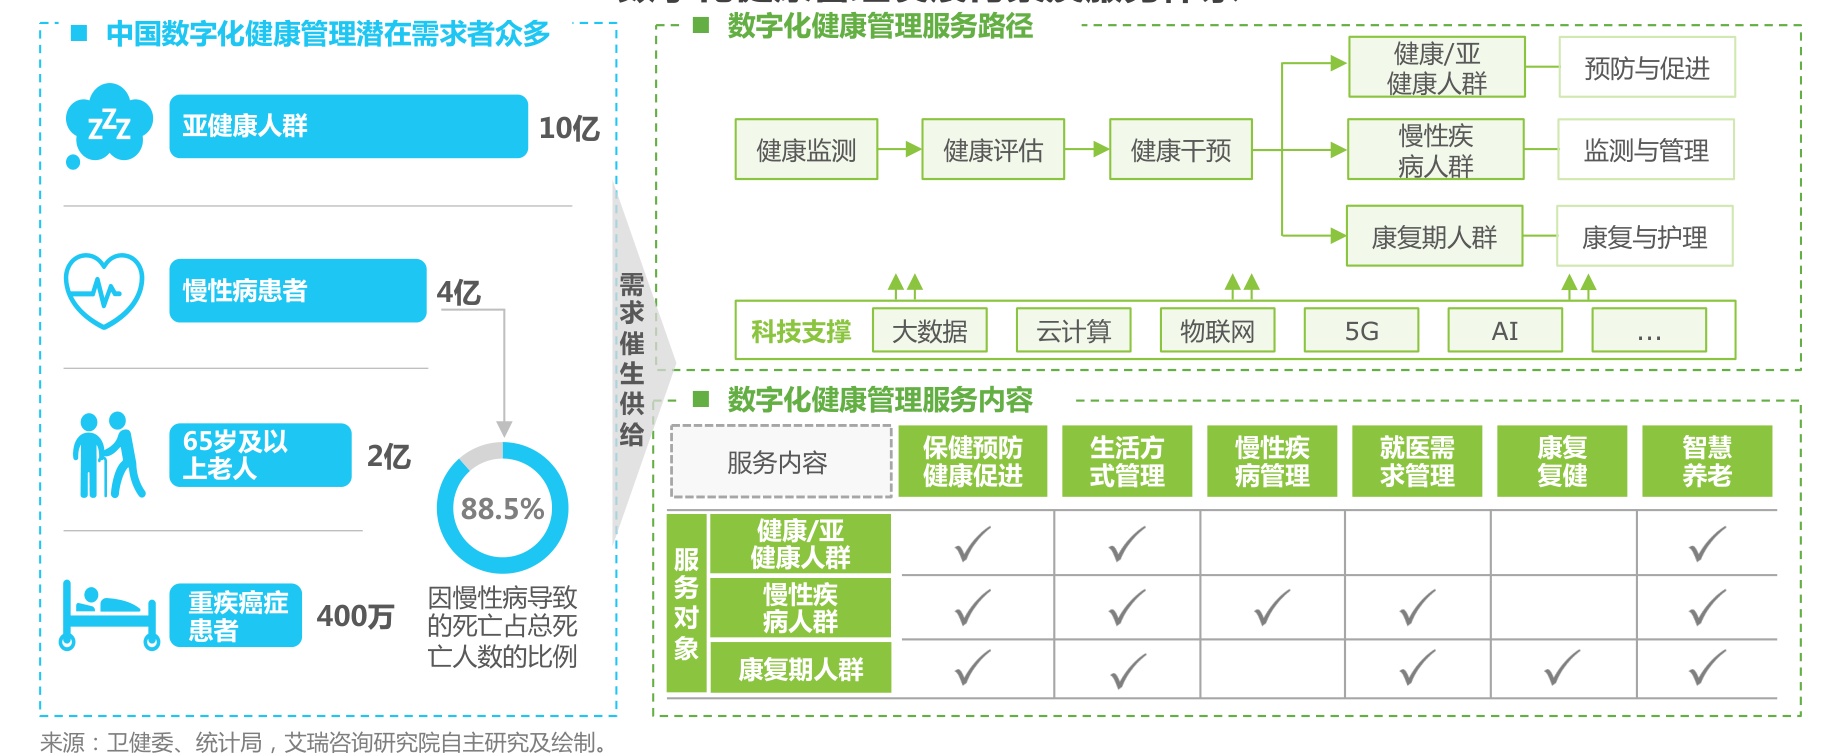 中国数字化健康管理潜在需求者众多
ZZZ
亚健康人群
10亿
慢性病患者
4亿
65岁及以
上老人
2亿
88.5%
重疾癌症
患者
400万
因慢性病导致
的死亡占总死
亡人数的比例
需求催生供给
数字化健康管理服务路径
健康监测
健康评估
健康干预
健康/亚
健康人群
预防与促进
慢性疾
病人群
监测与管理
康复期人群
康复与护理
科技支撑
大数据
云计算
物联网
5G
AI
...
数字化健康管理服务内容
服务内容
保健预防
健康促进
生活方
式管理
慢性疾
病管理
就医需
求管理
康复
复健
智慧
养老
服务对象
健康/亚
健康人群
✓ ✓ ✓
慢性疾
病人群
✓ ✓ ✓ ✓ ✓
康复期人群
✓ ✓ ✓ ✓ ✓
来源：卫健委、统计局，艾瑞咨询研究院自主研究及绘制。